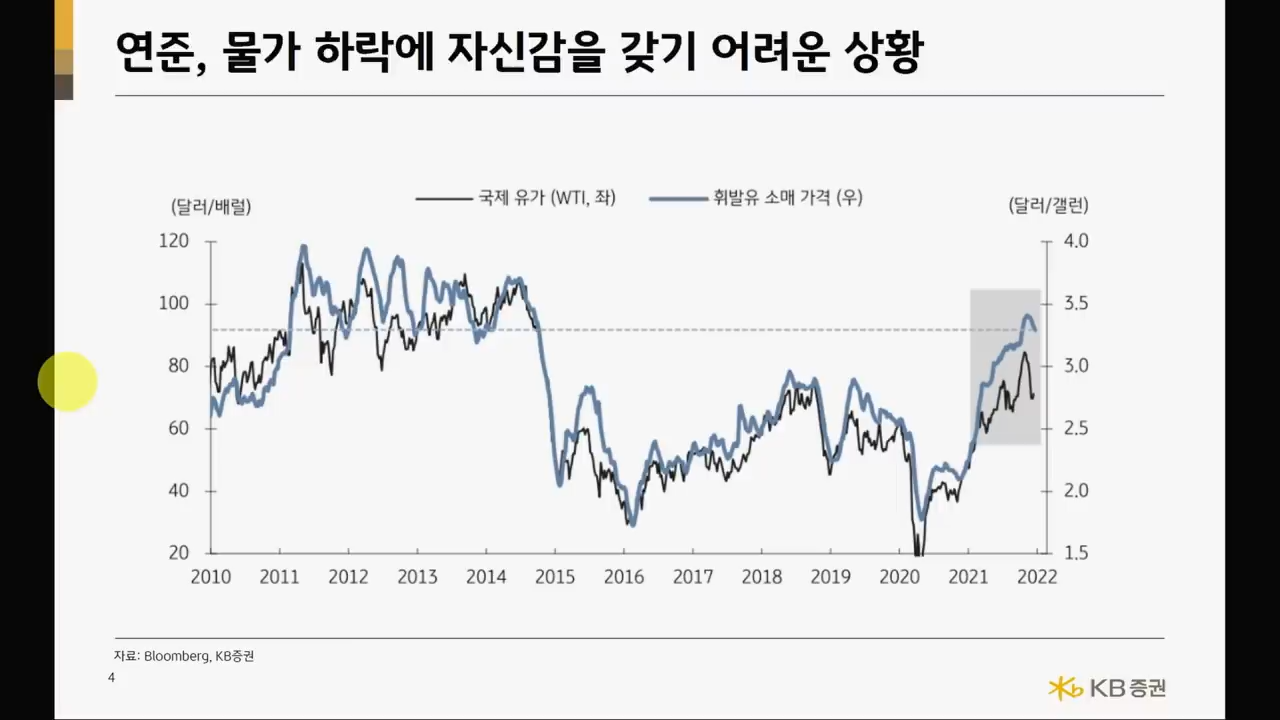 연준, 물가 하락에 자신감을 갖기 어려운 상황
국제 유가 (WTI, 좌) 휘발유 소매 가격 (우)
(달러/배럴) (달러/갤런)
120 4.0
100 3.5
80 3.0
60 2.5
40 2.0
20 1.5
2010 2011 2012 2013 2014 2015 2016 2017 2018 2019 2020 2021 2022
자료: Bloomberg, KB증권
4
KB증권